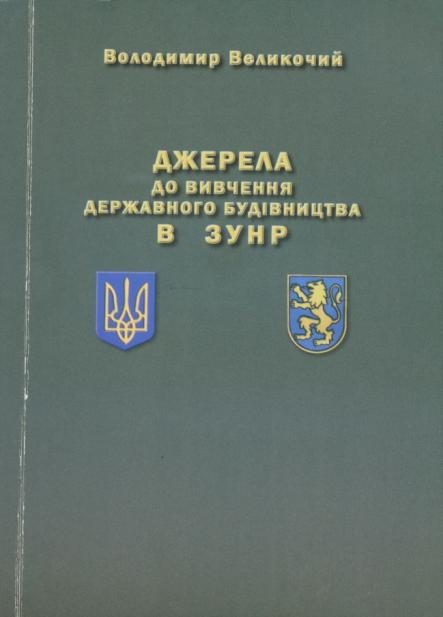 Володимир Великочий
ДЖЕРЕЛА
ДО ВИВЧЕННЯ
ДЕРЖАВНОГО БУДІВНИЦТВА
В ЗУНР